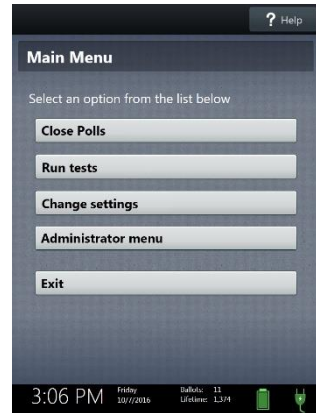 ? Help
Main Menu
Select an option from the list below
Close Polls
Run tests
Change settings
Administrator menu
Exit
3:06 PM
Friday
10/7/2016
Ballots: 11
Lifetime: 1,374